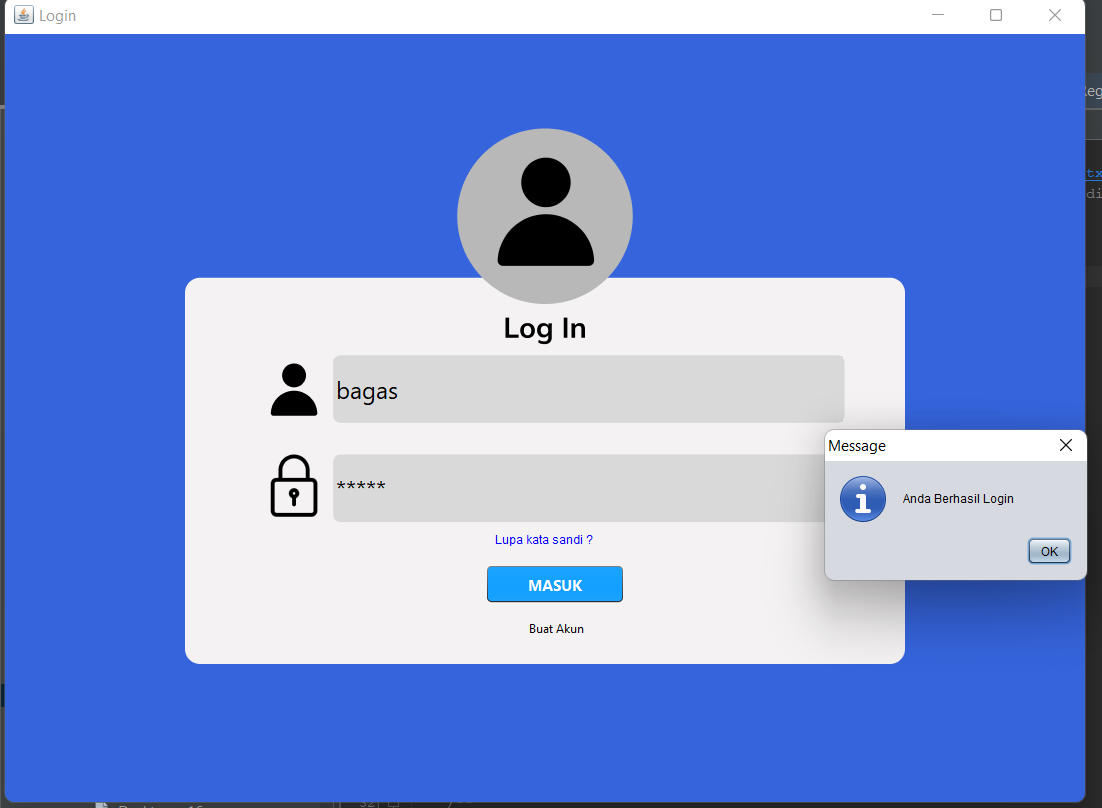 Login
Log In
bagas
*****
Lupa kata sandi ?
MASUK
Buat Akun
Message
Anda Berhasil Login
OK